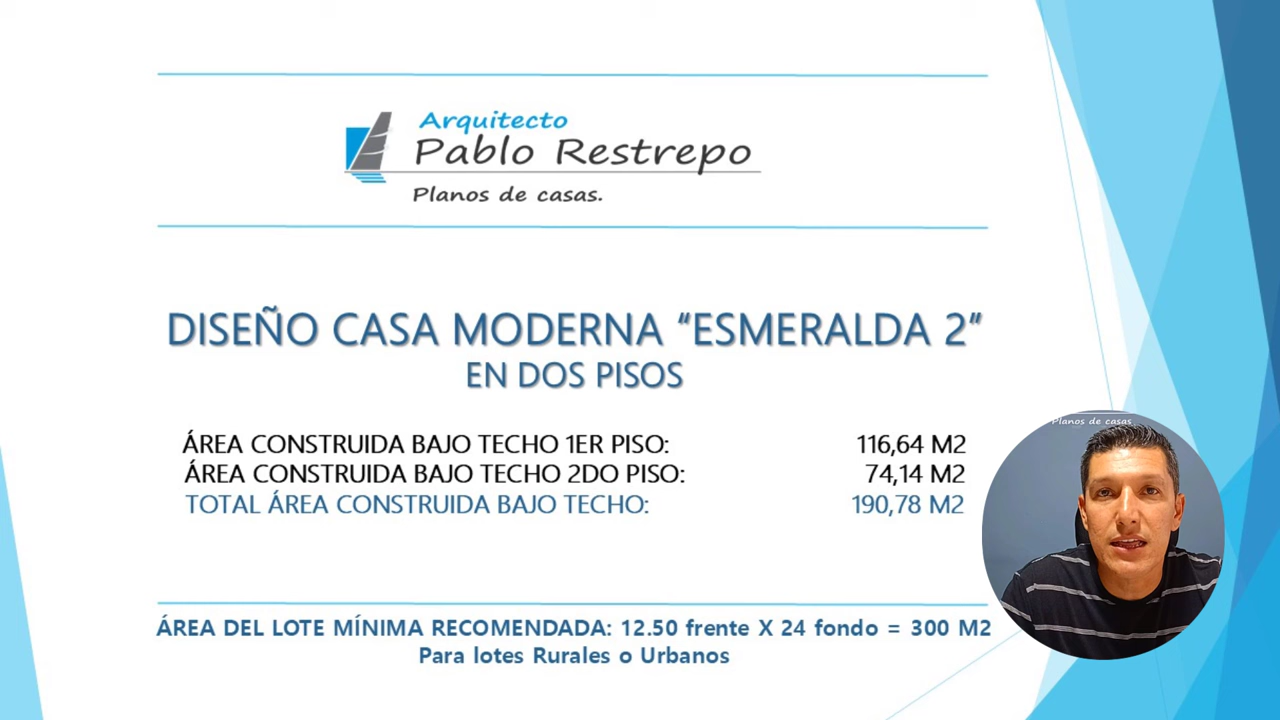 Arquitecto
Pablo Restrepo
Planos de casas.
DISEÑO CASA MODERNA “ESMERALDA 2”
EN DOS PISOS
ÁREA CONSTRUIDA BAJO TECHO 1ER PISO: 116,64 M2
ÁREA CONSTRUIDA BAJO TECHO 2DO PISO: 74,14 M2
TOTAL ÁREA CONSTRUIDA BAJO TECHO: 190,78 M2
Planos de casas
ÁREA DEL LOTE MÍNIMA RECOMENDADA: 12.50 frente X 24 fondo = 300 M2
Para lotes Rurales o Urbanos